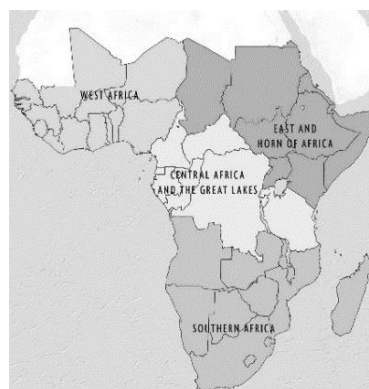 WEST AFRICA
EAST AND
HORN OF AFRICA
CENTRAL AFRICA
AND THE GREAT LAKES
SOUTHERN AFRICA